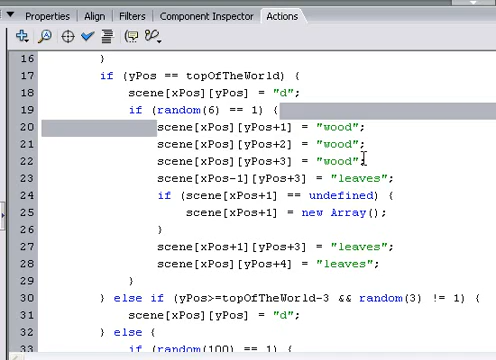 Properties Align Filters Component Inspector Actions
16 }
17 if (yPos == topOfTheWorld) {
18 scene[xPos][yPos] = "d";
19 if (random(6) == 1) {
20 scene[xPos][yPos+1] = "wood";
21 scene[xPos][yPos+2] = "wood";
22 scene[xPos][yPos+3] = "wood";
23 scene[xPos-1][yPos+3] = "leaves";
24 if (scene[xPos+1] == undefined) {
25 scene[xPos+1] = new Array();
26 }
27 scene[xPos+1][yPos+3] = "leaves";
28 scene[xPos][yPos+4] = "leaves";
29 }
30 } else if (yPos>=topOfTheWorld-3 && random(3) != 1) {
31 scene[xPos][yPos] = "d";
32 } else {
33 if (random(100) == 1) {